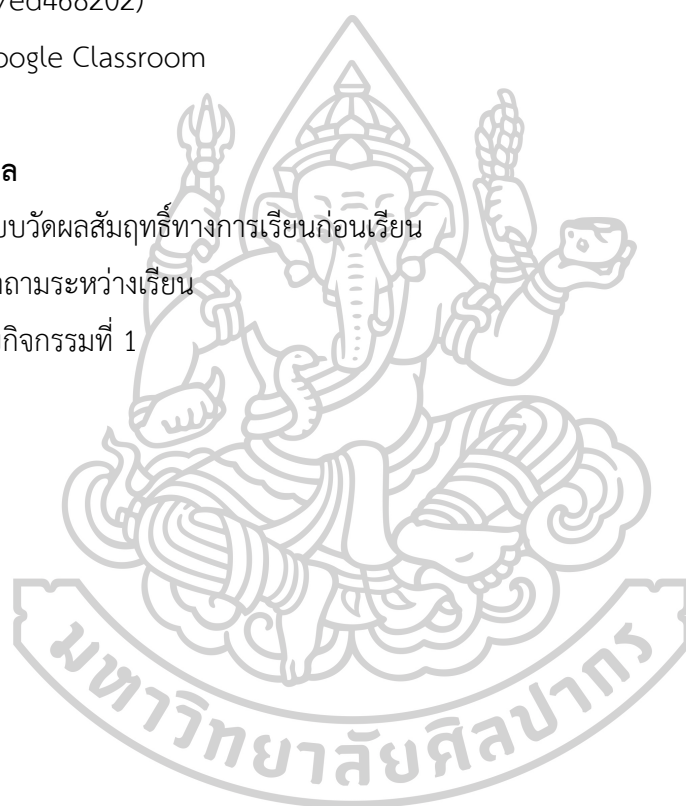 /ed468202)
oogle Classroom
ล
บบวัดผลสัมฤทธิ์ทางการเรียนก่อนเรียน
ถามระหว่างเรียน
กิจกรรมที่ 1
มหาวิทยาลัยศิลปากร